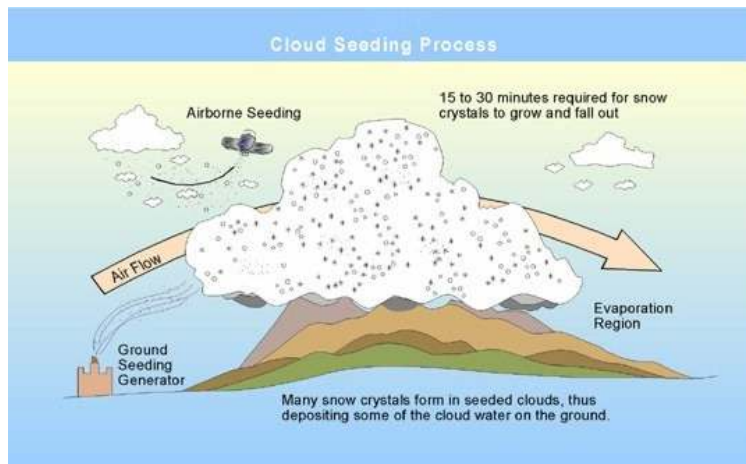 Cloud Seeding Process
Airborne Seeding
15 to 30 minutes required for snow
crystals to grow and fall out
Air Flow
Evaporation
Region
Ground
Seeding
Generator
Many snow crystals form in seeded clouds, thus
depositing some of the cloud water on the ground.